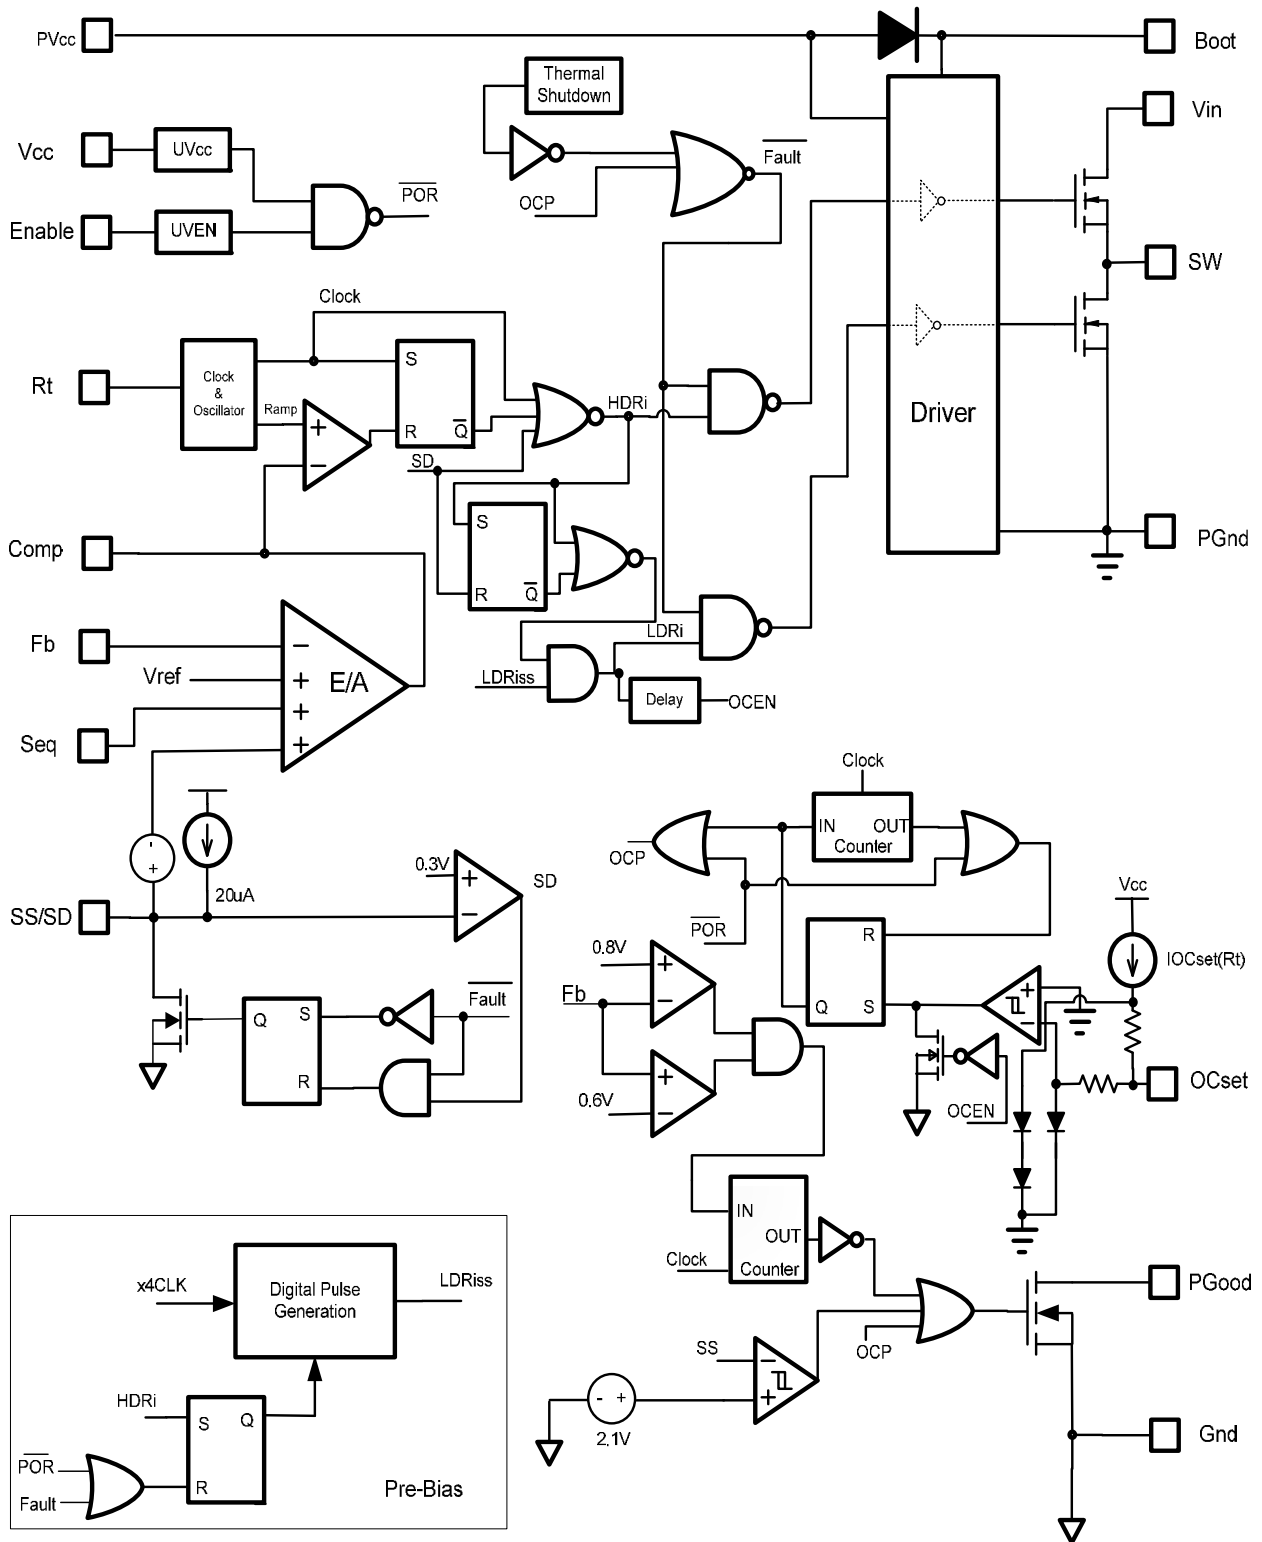 PVcc
Boot
Thermal
Shutdown
Vin
Vcc
UVcc
Fault
POR
OCP
Enable
UVEN
SW
Clock
Rt
Clock
&
Oscillator
Ramp
+
−
S
R
Q
HDRi
SD
Driver
S
R
Q
Comp
PGnd
Fb
Vref
Seq
−
+
+
+
E/A
LDRi
LDRiss
Delay
OCEN
Clock
IN
OUT
Counter
OCP
-
+
20uA
0.3V
+
−
SD
SS/SD
POR
Vcc
IOCset(Rt)
R
Q
S
0.8V
+
−
Fb
+
−
0.6V
Fault
Q
S
R
+
−
OCEN
OCset
IN
OUT
Counter
Clock
PGood
x4CLK
Digital Pulse
Generation
LDRiss
SS
−
+
OCP
HDRi
S
Q
R
- +
2.1V
Gnd
POR
Fault
Pre-Bias